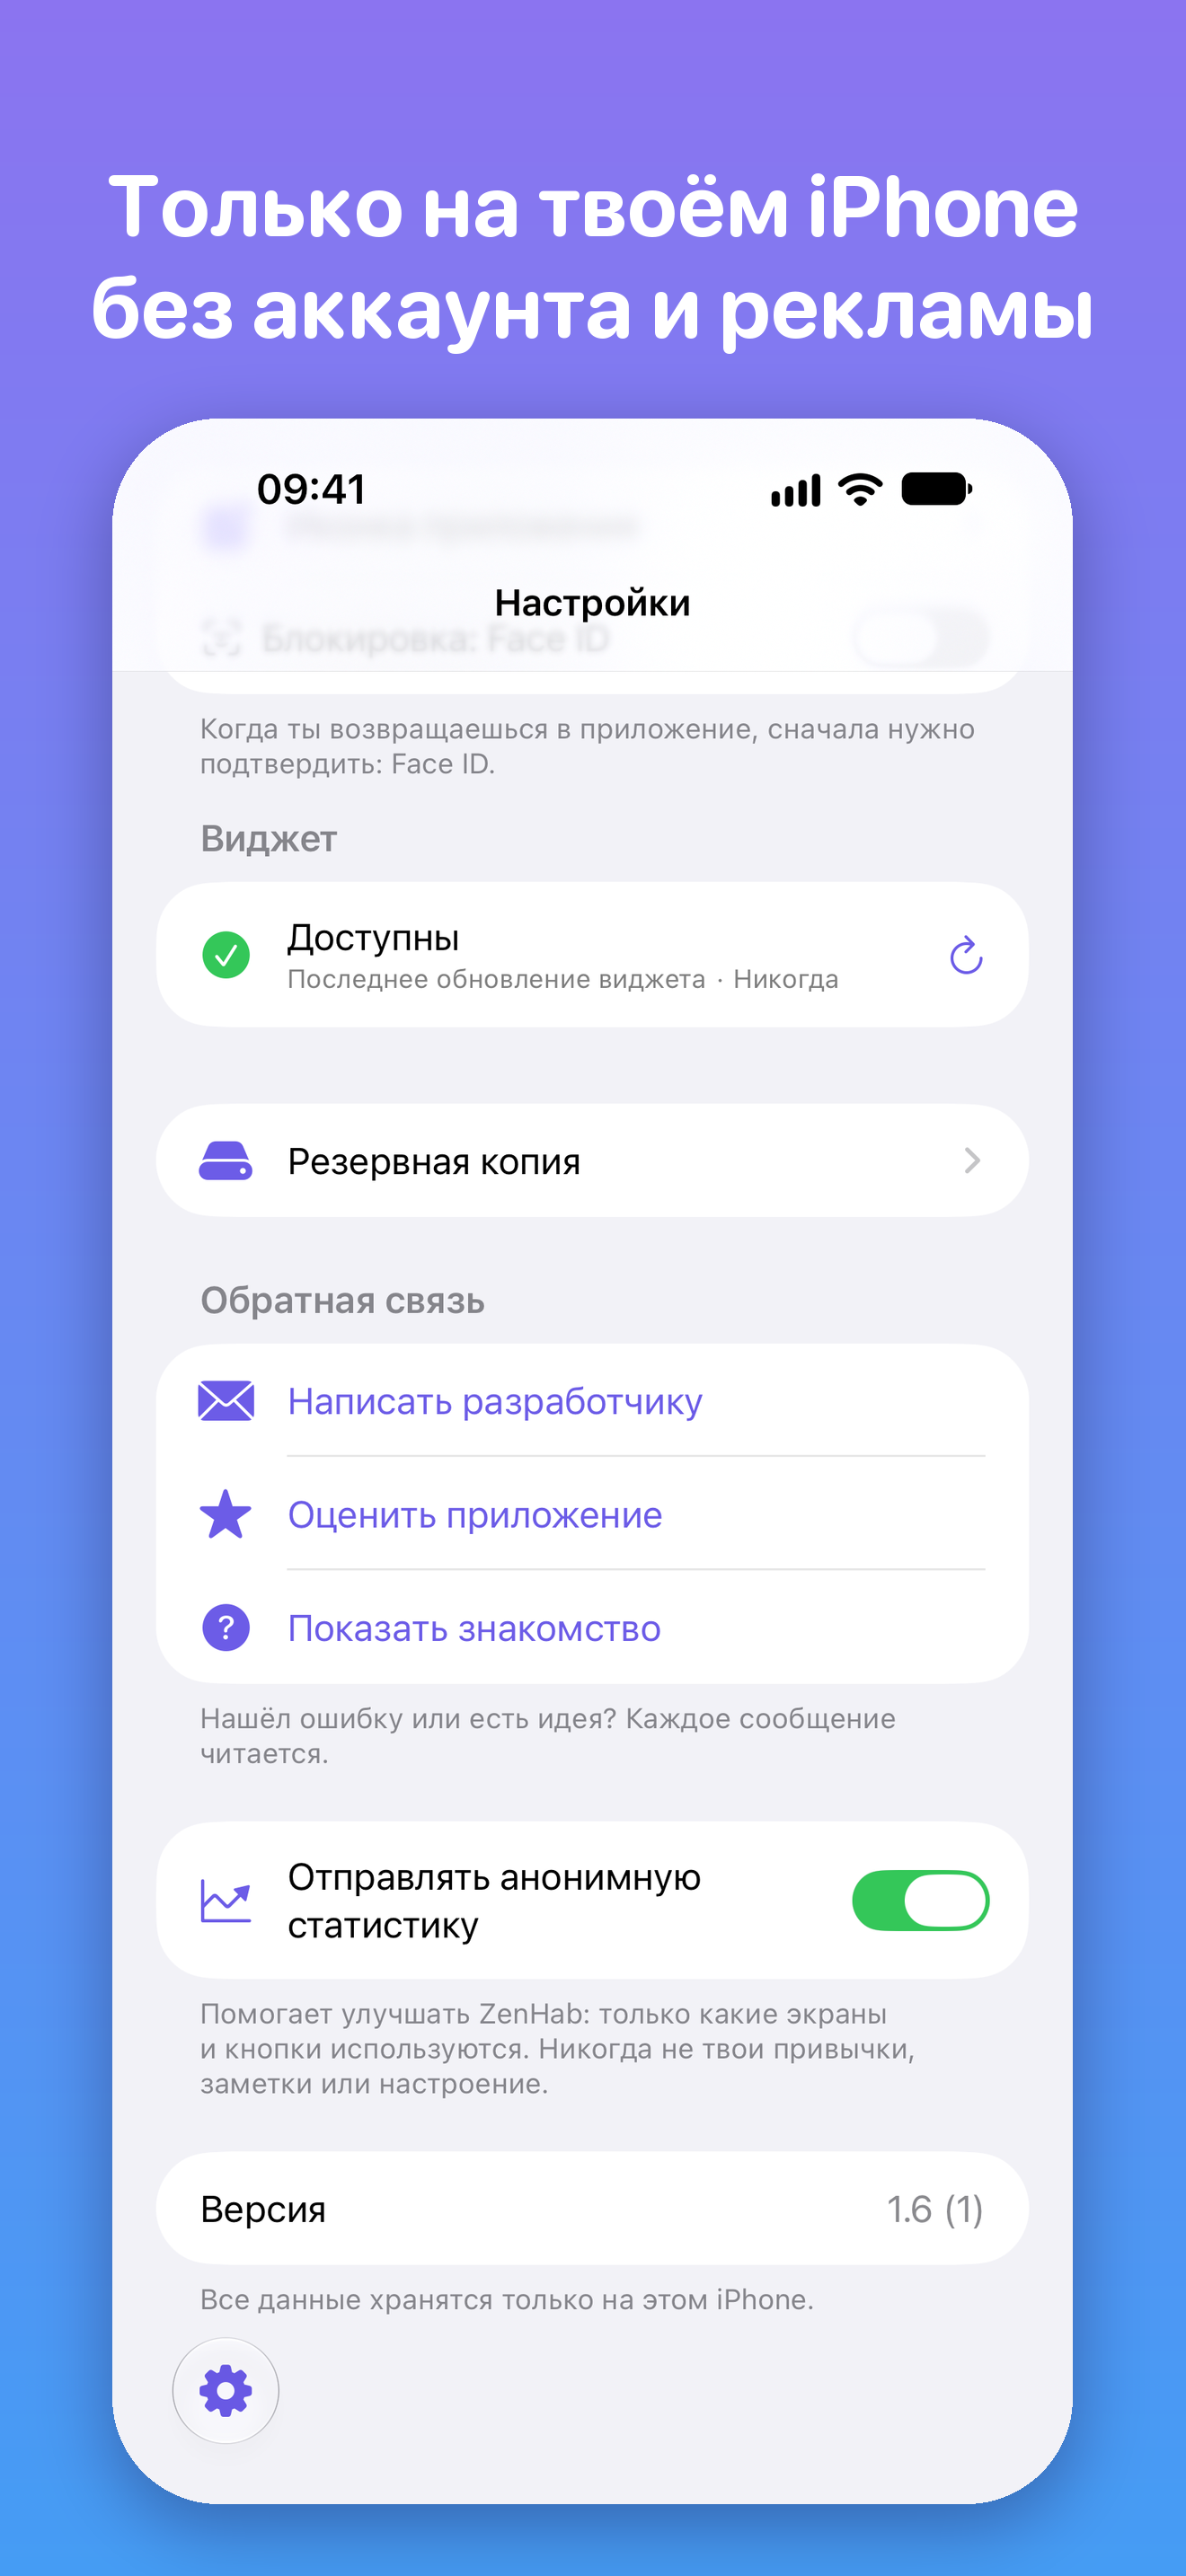 Только на твоём iPhone
без аккаунта и рекламы
09:41
Настройки
Блокировка: Face ID
Когда ты возвращаешься в приложение, сначала нужно
подтвердить: Face ID.
Виджет
Доступны
Последнее обновление виджета · Никогда
Резервная копия
Обратная связь
Написать разработчику
Оценить приложение
Показать знакомство
Нашёл ошибку или есть идея? Каждое сообщение
читается.
Отправлять анонимную
статистику
Помогает улучшать ZenHab: только какие экраны
и кнопки используются. Никогда не твои привычки,
заметки или настроение.
Версия 1.6 (1)
Все данные хранятся только на этом iPhone.